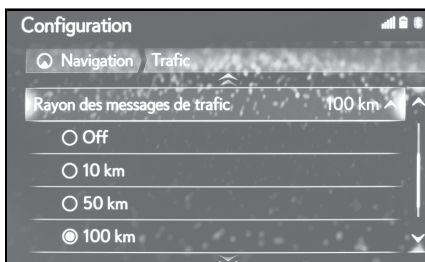 Configuration
Navigation Trafic
Rayon des messages de trafic 100 km
Off
10 km
50 km
100 km